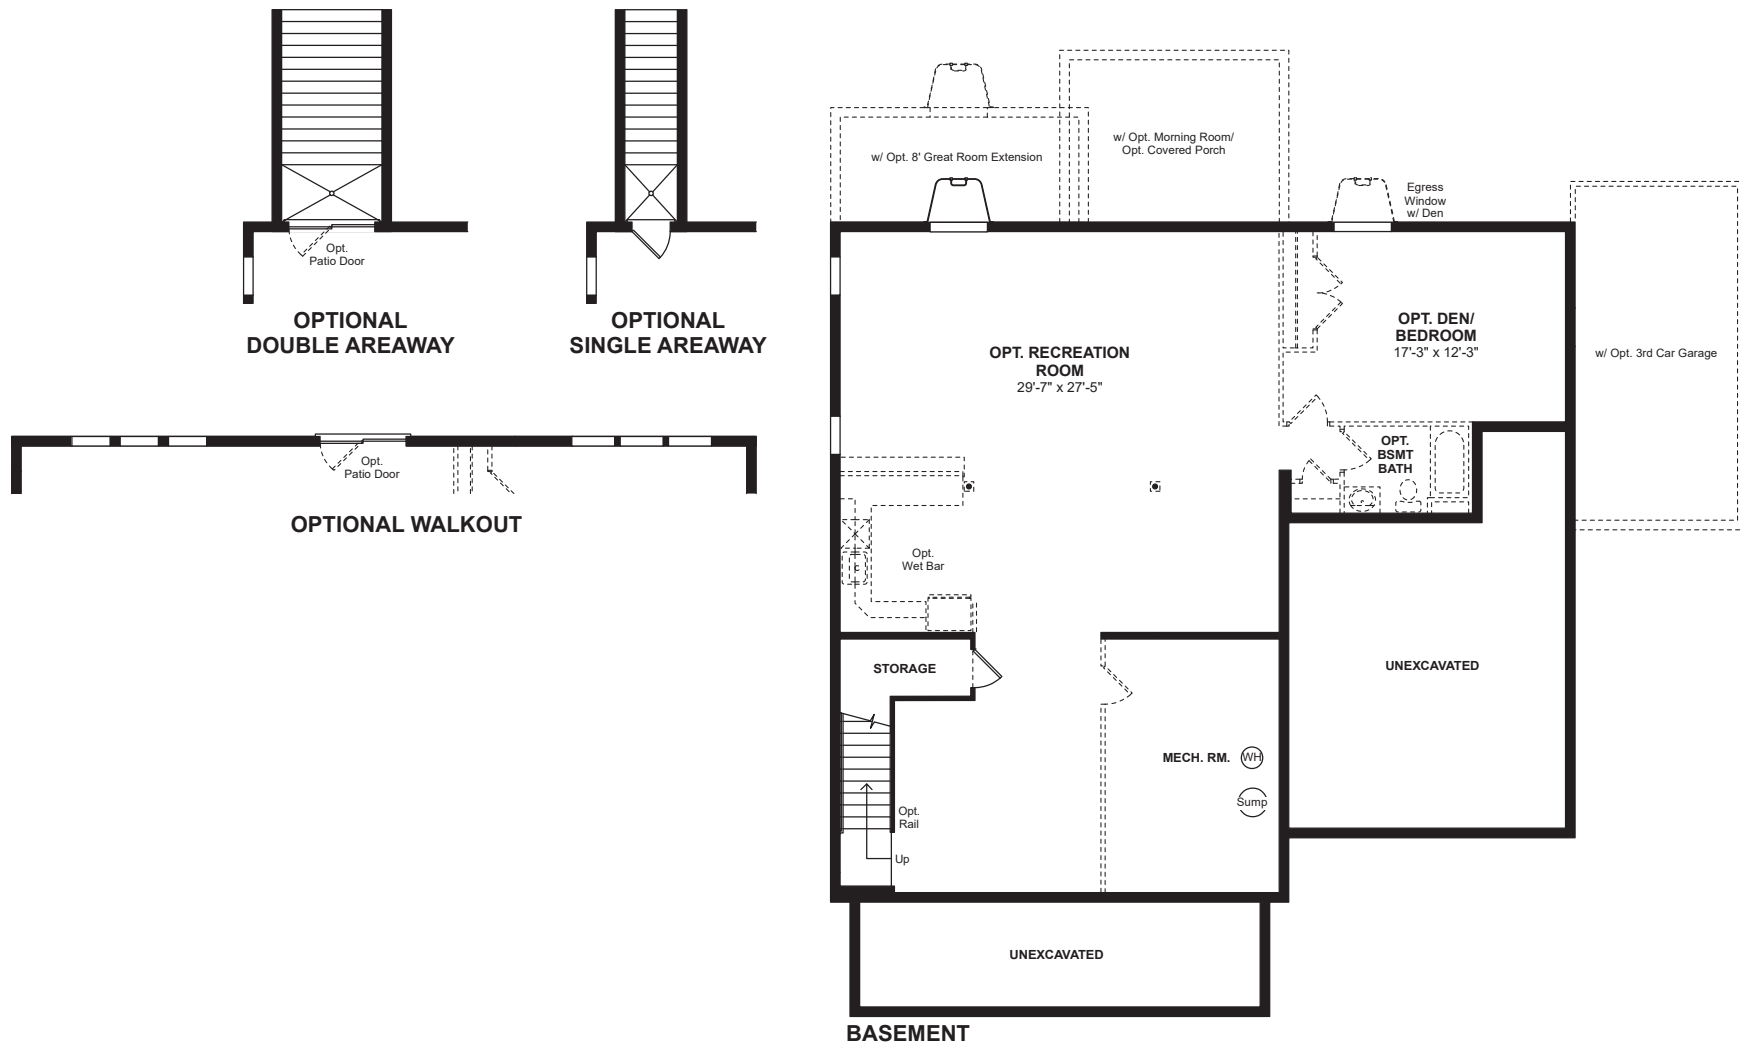 Opt.
Patio Door
OPTIONAL
DOUBLE AREAWAY
OPTIONAL
SINGLE AREAWAY
Opt.
Patio Door
OPTIONAL WALKOUT
w/ Opt. 8' Great Room Extension
w/ Opt. Morning Room/
Opt. Covered Porch
Egress
Window
w/ Den
OPT. RECREATION
ROOM
29'-7" x 27'-5"
OPT. DEN/
BEDROOM
17'-3" x 12'-3"
w/ Opt. 3rd Car Garage
OPT.
BSMT
BATH
Opt.
Wet Bar
STORAGE
UNEXCAVATED
MECH. RM.
WH
Sump
Opt.
Rail
Up
UNEXCAVATED
BASEMENT